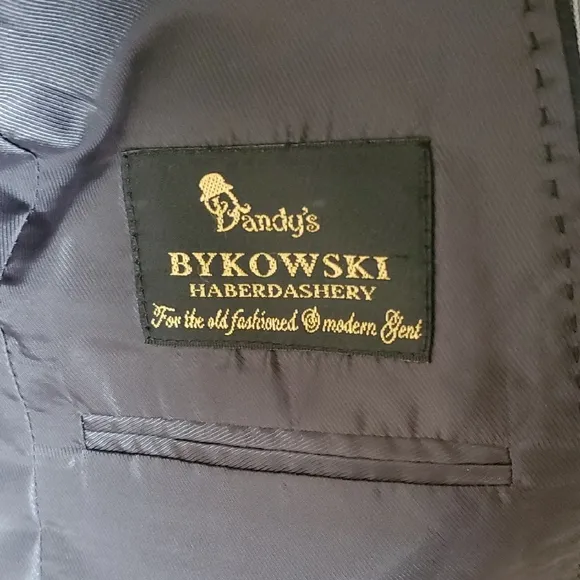 Dandy's
BYKOWSKI
HABERDASHERY
For the old fashioned & modern Gent